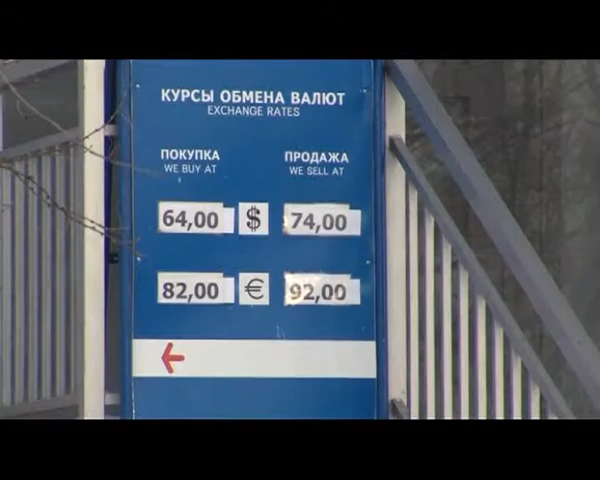 КУРСЫ ОБМЕНА ВАЛЮТ
EXCHANGE RATES
ПОКУПКА ПРОДАЖА
WE BUY AT WE SELL AT
64,00 $ 74,00
82,00 € 92,00